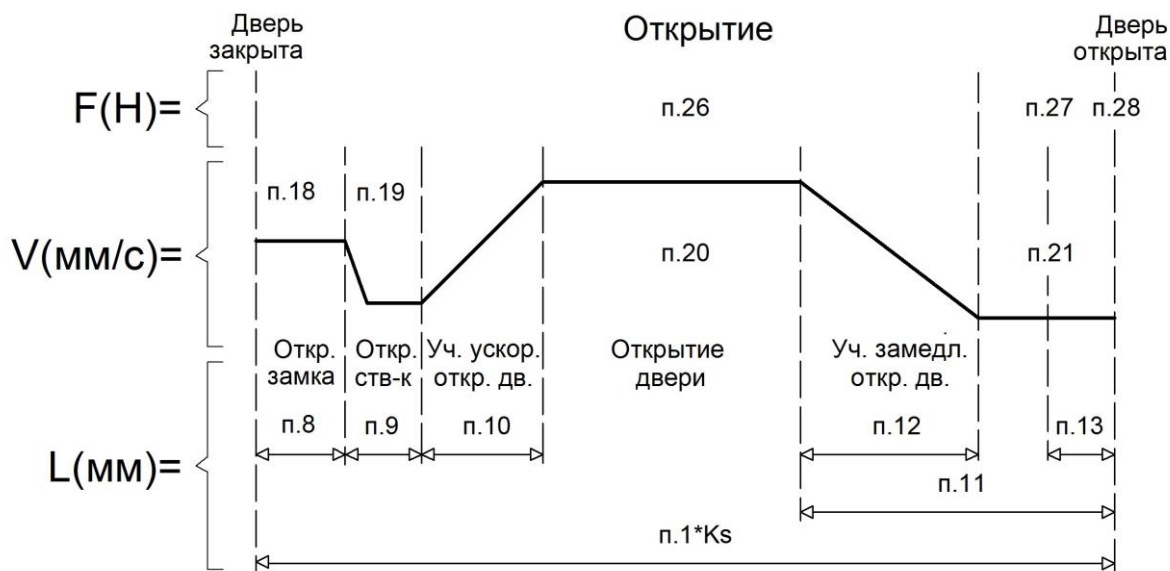 Дверь
закрыта
Открытие
Дверь
открыта
F(Н)=
п.26
п.27
п.28
п.18
п.19
V(мм/с)=
п.20
п.21
Откр.
замка
Откр.
ств-к
Уч. ускор.
откр. дв.
Открытие
двери
Уч. замедл.
откр. дв.
п.8
п.9
п.10
п.12
п.13
L(мм)=
п.11
п.1*Ks